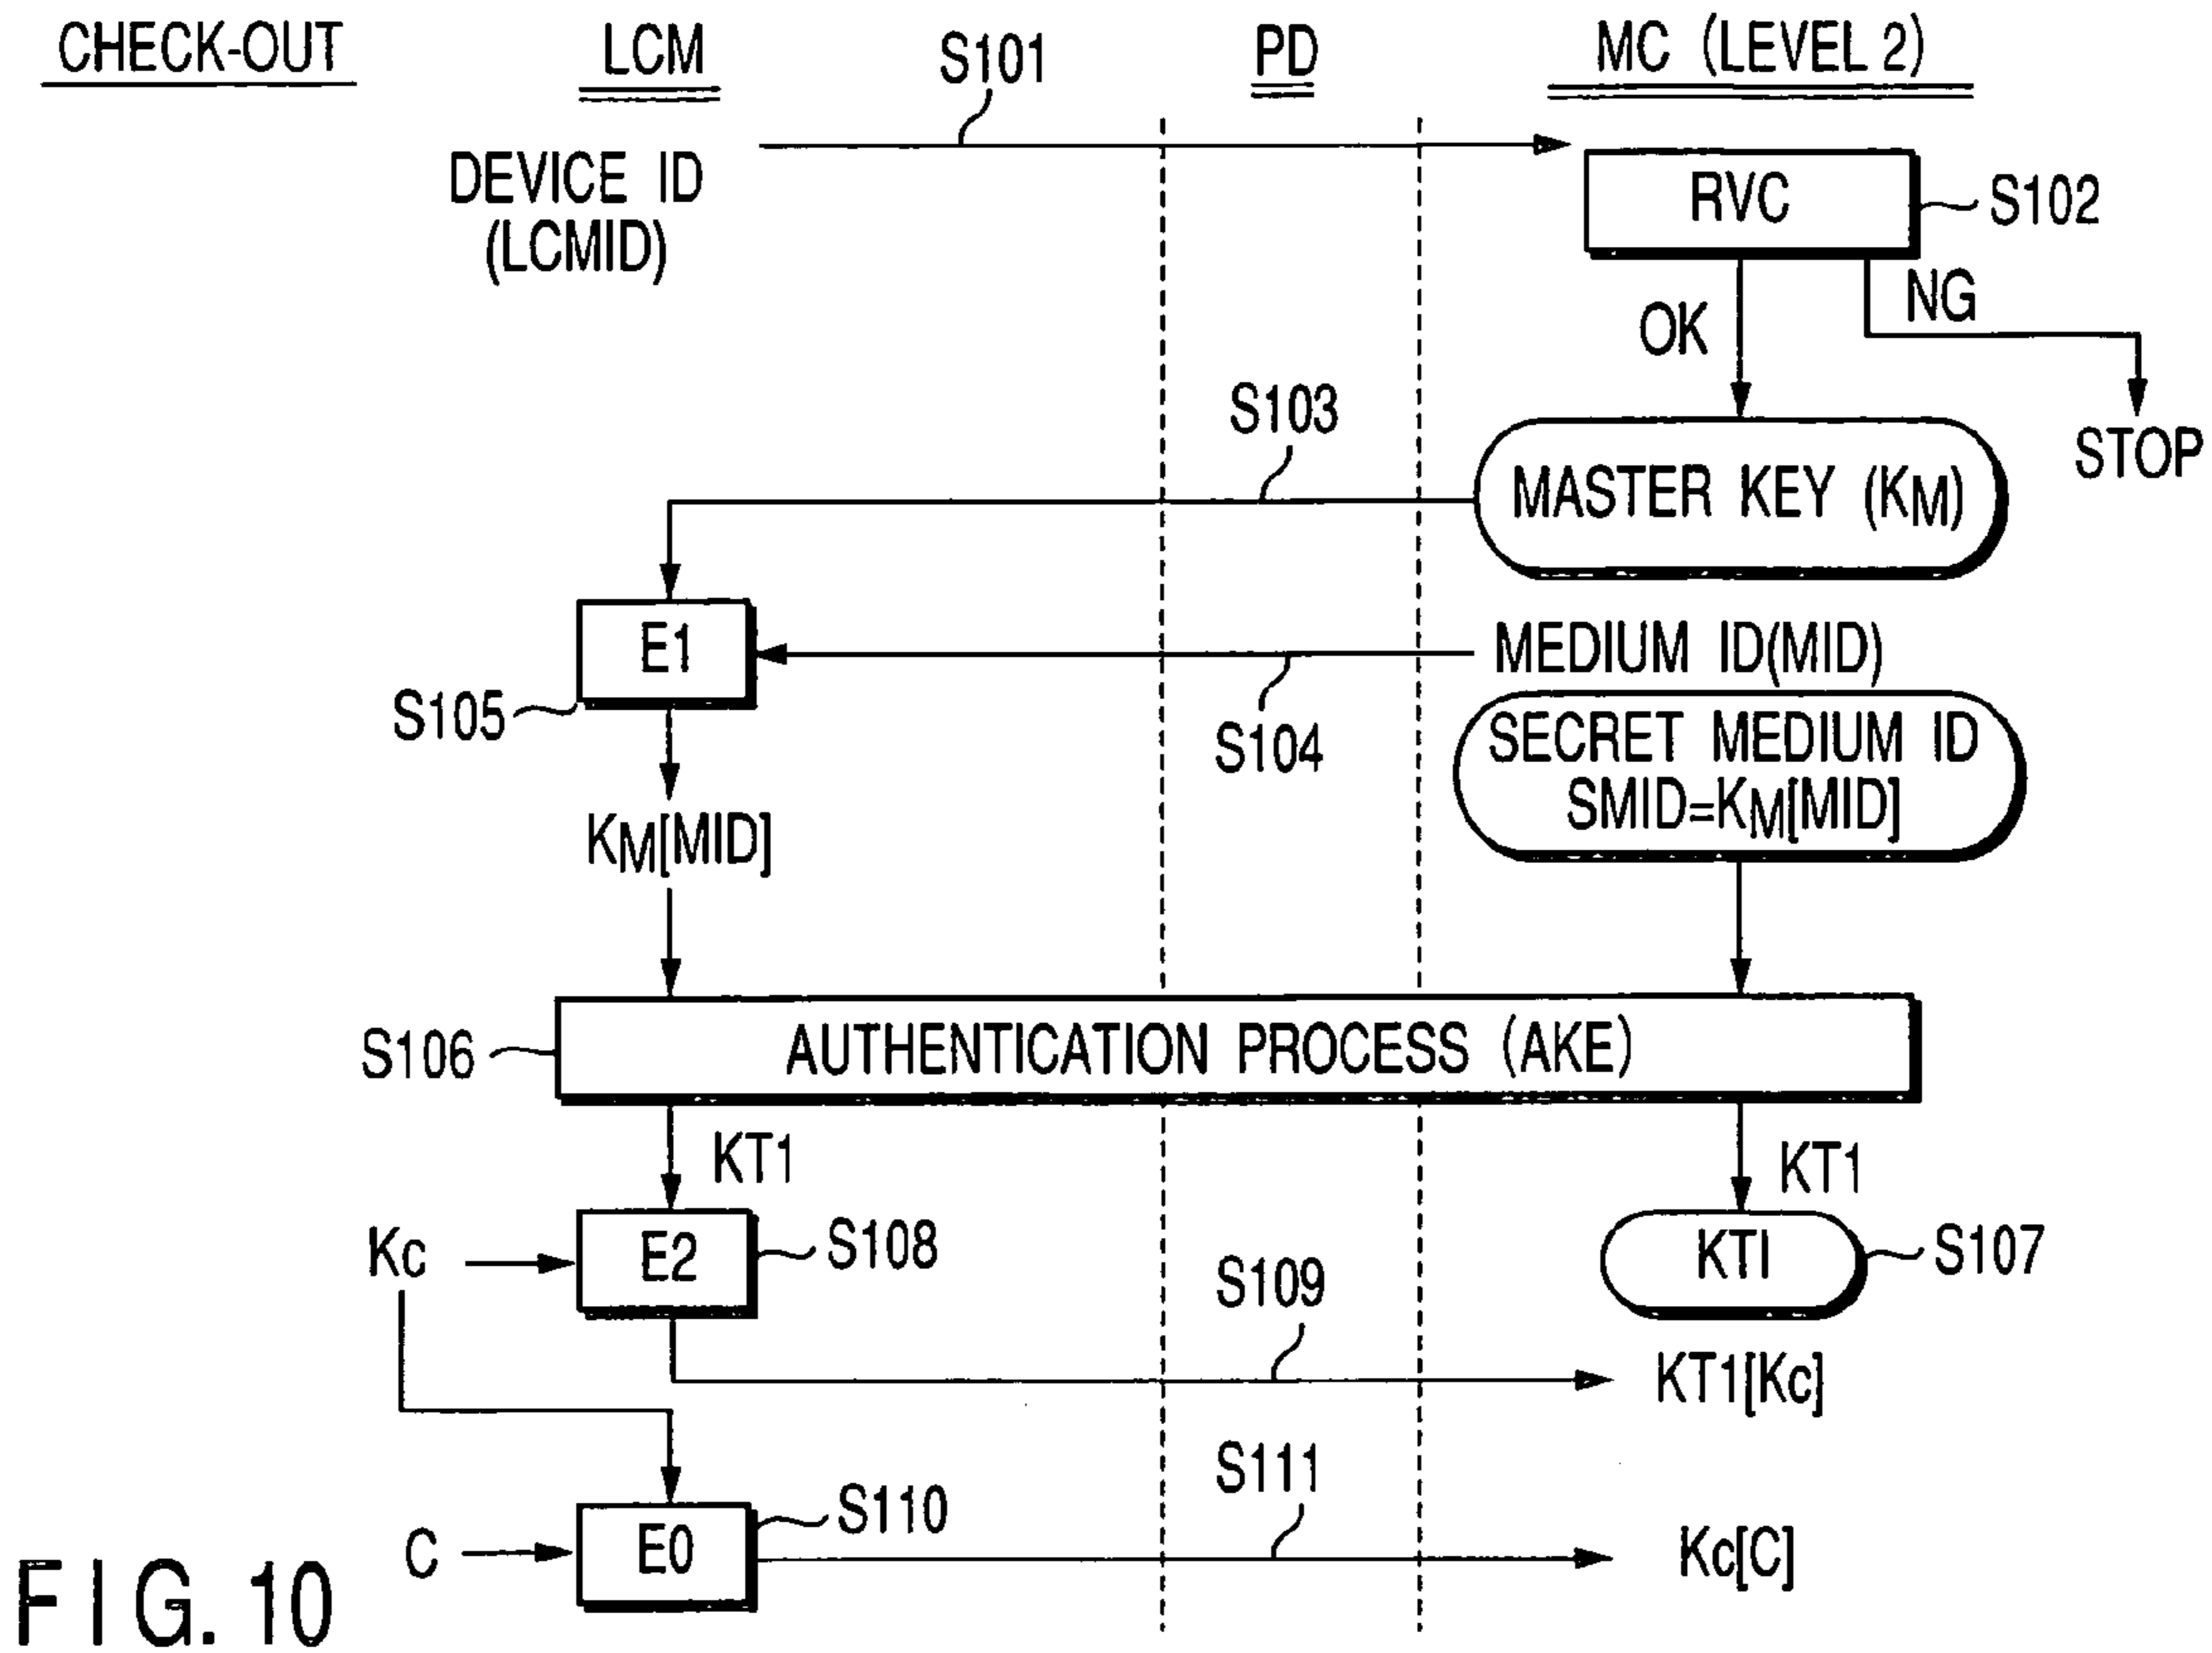 CHECK-OUT
LCM
S101
PD
MC (LEVEL 2)
DEVICE ID
(LCMID)
RVC
S102
OK
NG
STOP
S103
MASTER KEY (KM)
E1
S105
MEDIUM ID(MID)
S104
SECRET MEDIUM ID
SMID=KM[MID]
KM[MID]
S106
AUTHENTICATION PROCESS (AKE)
KT1
KT1
Kc
E2
S108
KTI
S107
S109
KT1[Kc]
S111
C
E0
S110
Kc[C]
FIG. 10